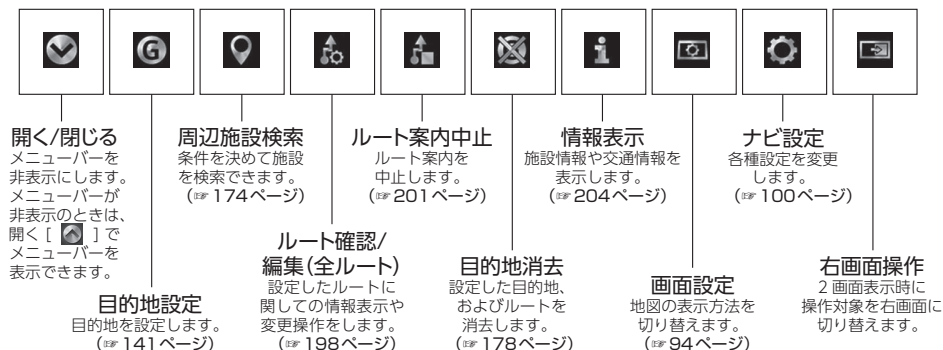 G
開く/閉じる
メニューバーを
非表示にします。
メニューバーが
非表示のときは、
開く [ ] で
メニューバーを
表示できます。
目的地設定
目的地を設定します。
(☞141ページ)
周辺施設検索
条件を決めて施設
を検索できます。
(☞174ページ)
ルート確認/
編集(全ルート)
設定したルートに
関しての情報表示や
変更操作をします。
(☞198ページ)
ルート案内中止
ルート案内を
中止します。
(☞201ページ)
目的地消去
設定した目的地、
およびルートを
消去します。
(☞178ページ)
情報表示
施設情報や交通情報を
表示します。
(☞204ページ)
画面設定
地図の表示方法を
切り替えます。
(☞94ページ)
ナビ設定
各種設定を変更
します。
(☞100ページ)
右画面操作
2画面表示時に
操作対象を右画面に
切り替えます。